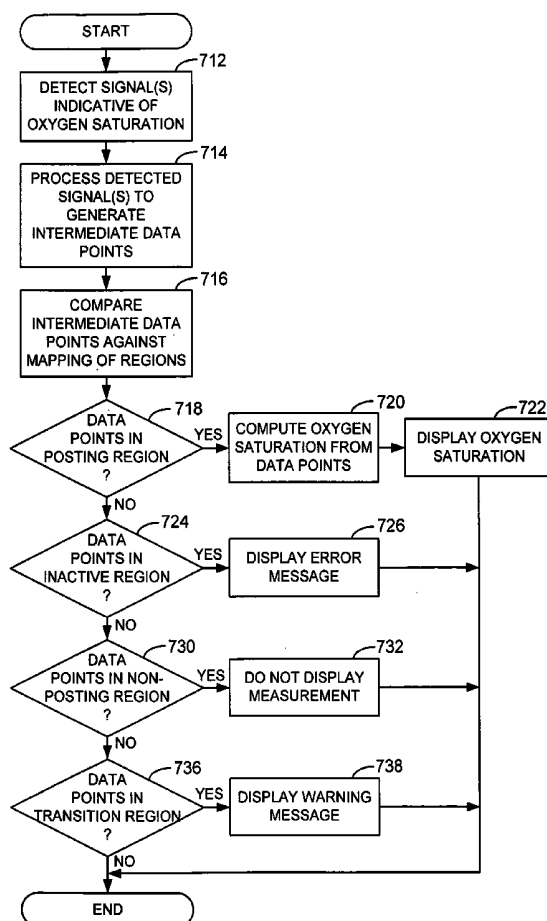 START
712
DETECT SIGNAL(S)
INDICATIVE OF
OXYGEN SATURATION
714
PROCESS DETECTED
SIGNAL(S) TO
GENERATE
INTERMEDIATE DATA
POINTS
716
COMPARE
INTERMEDIATE DATA
POINTS AGAINST
MAPPING OF REGIONS
718
DATA
POINTS IN
POSTING REGION
?
YES
720
COMPUTE OXYGEN
SATURATION FROM
DATA POINTS
722
DISPLAY OXYGEN
SATURATION
NO
724
DATA
POINTS IN
INACTIVE REGION
?
YES
726
DISPLAY ERROR
MESSAGE
NO
730
DATA
POINTS IN NON-
POSTING REGION
?
YES
732
DO NOT DISPLAY
MEASUREMENT
NO
736
DATA
POINTS IN
TRANSITION REGION
?
YES
738
DISPLAY WARNING
MESSAGE
NO
END